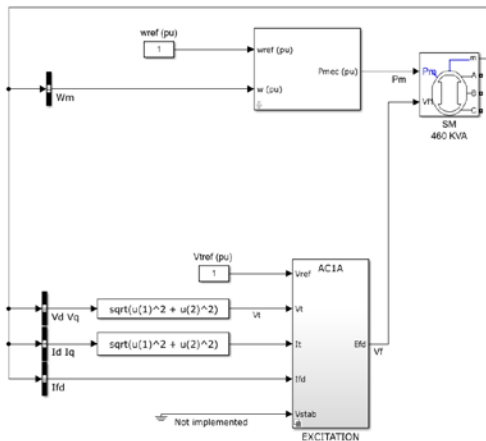 wref (pu)
1
wref (pu)
w (pu)
Pmec (pu)
Wm
Pm
Pm
m
A
B
C
SM
460 KVA
Vtref (pu)
1
AC1A
Vref
Vt
It
Ifd
Vstab
Efd
Vf
Vd Vq
sqrt(u(1)^2 + u(2)^2)
Vt
Id Iq
sqrt(u(1)^2 + u(2)^2)
Ifd
Not implemented
EXCITATION